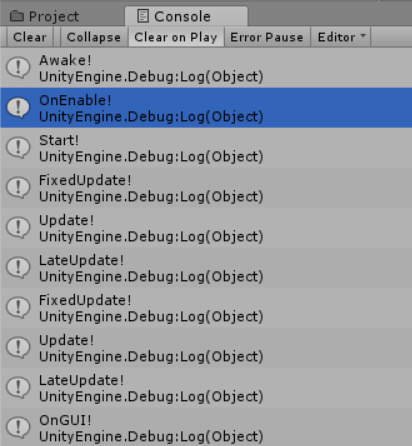 Project Console
Clear Collapse Clear on Play Error Pause Editor
Awake!
UnityEngine.Debug:Log(Object)
OnEnable!
UnityEngine.Debug:Log(Object)
Start!
UnityEngine.Debug:Log(Object)
FixedUpdate!
UnityEngine.Debug:Log(Object)
Update!
UnityEngine.Debug:Log(Object)
LateUpdate!
UnityEngine.Debug:Log(Object)
FixedUpdate!
UnityEngine.Debug:Log(Object)
Update!
UnityEngine.Debug:Log(Object)
LateUpdate!
UnityEngine.Debug:Log(Object)
OnGUI!
UnityEngine.Debug:Log(Object)